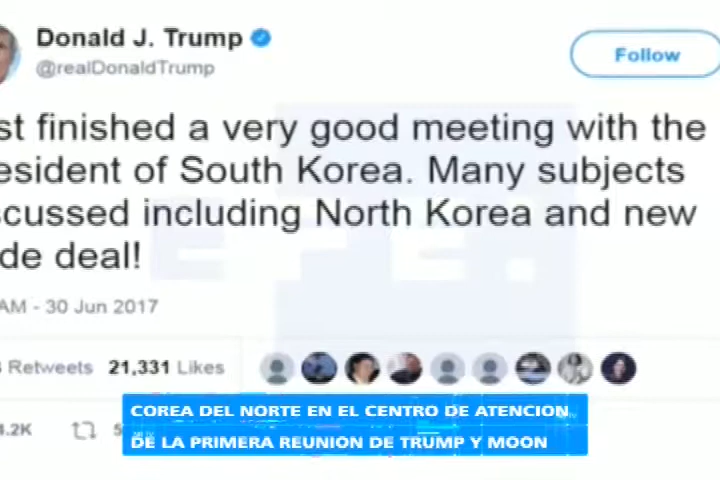 Donald J. Trump
@realDonaldTrump
Follow
st finished a very good meeting with the
esident of South Korea. Many subjects
cussed including North Korea and new
de deal!
AM - 30 Jun 2017
Retweets 21,331 Likes
.2K
COREA DEL NORTE EN EL CENTRO DE ATENCION
DE LA PRIMERA REUNION DE TRUMP Y MOON